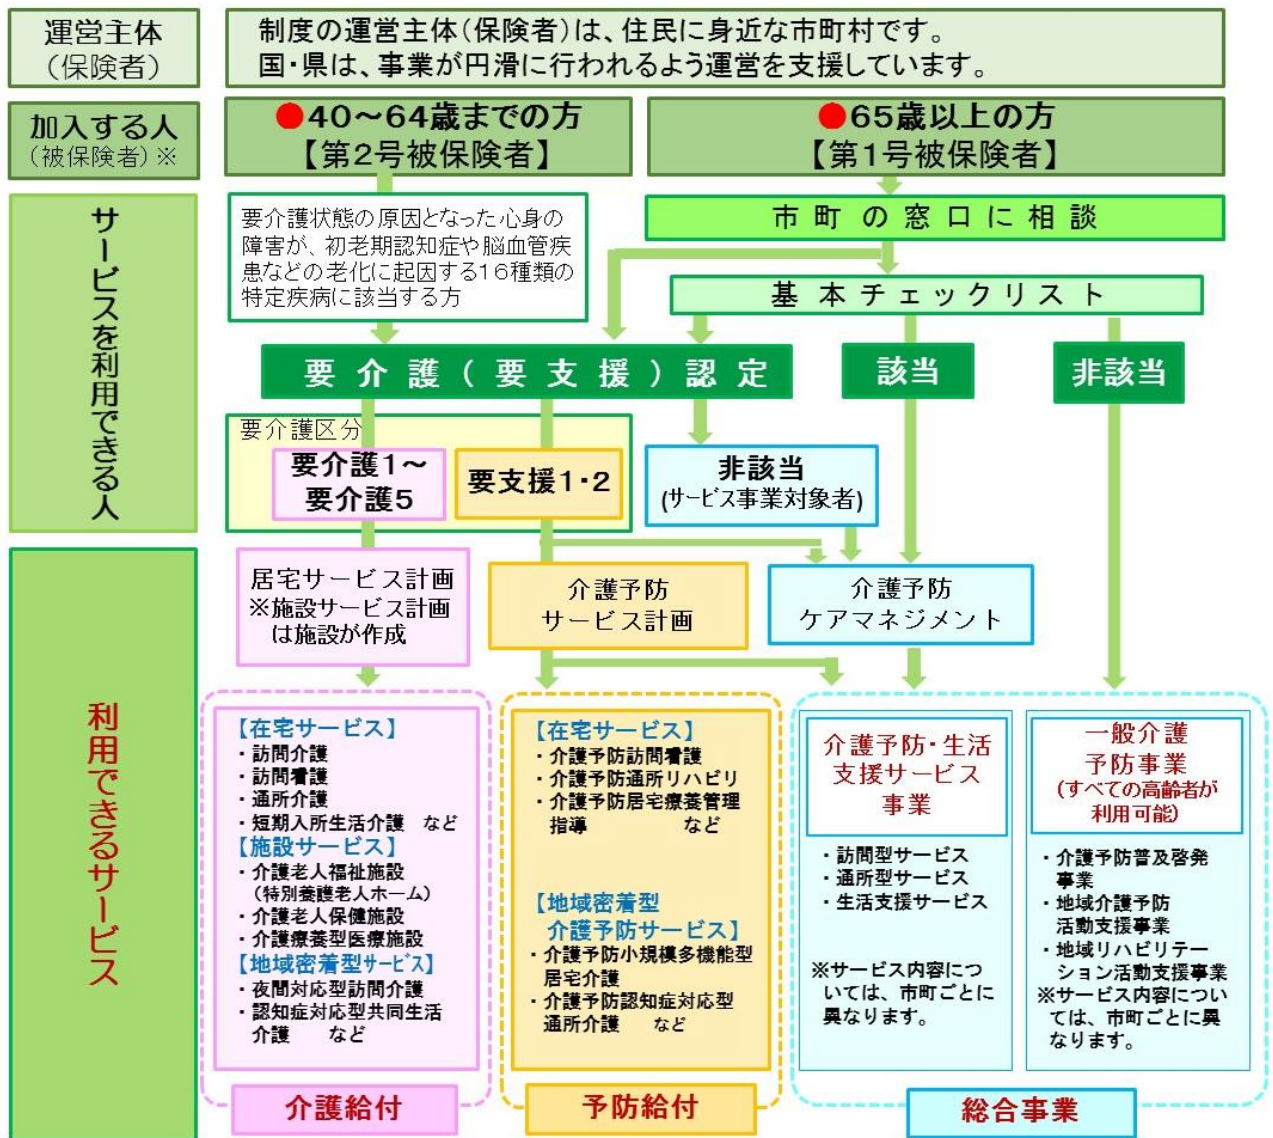 運営主体
（保険者）
制度の運営主体（保険者）は、住民に身近な市町村です。
国・県は、事業が円滑に行われるよう運営を支援しています。
加入する人
（被保険者）※
●40～64歳までの方
【第2号被保険者】
●65歳以上の方
【第1号被保険者】
サービスを利用できる人
要介護状態の原因となった心身の
障害が、初老期認知症や脳血管疾
患などの老化に起因する16種類の
特定疾病に該当する方
市町の窓口に相談
基本チェックリスト
要介護（要支援）認定
該当
非該当
要介護区分
要介護1～
要介護5
要支援1・2
非該当
(サービス事業対象者)
利用できるサービス
居宅サービス計画
※施設サービス計画
は施設が作成
介護予防
サービス計画
介護予防
ケアマネジメント
【在宅サービス】
・訪問介護
・訪問看護
・通所介護
・短期入所生活介護　など
【施設サービス】
・介護老人福祉施設
（特別養護老人ホーム）
・介護老人保健施設
・介護療養型医療施設
【地域密着型サービス】
・夜間対応型訪問介護
・認知症対応型共同生活
介護　　など
介護給付
【在宅サービス】
・介護予防訪問看護
・介護予防通所リハビリ
・介護予防居宅療養管理
指導　　　　　など
【地域密着型
介護予防サービス】
・介護予防小規模多機能型
居宅介護
・介護予防認知症対応型
通所介護　　など
予防給付
介護予防・生活
支援サービス
事業
・訪問型サービス
・通所型サービス
・生活支援サービス
※サービス内容につ
いては、市町ごとに
異なります。
一般介護
予防事業
(すべての高齢者が
利用可能)
・介護予防普及啓発
事業
・地域介護予防
活動支援事業
・地域リハビリテー
ション活動支援事業
※サービス内容につい
ては、市町ごとに異
なります。
総合事業